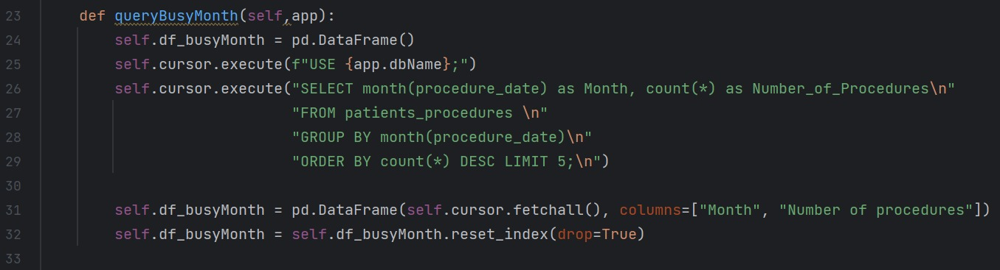 23 def queryBusyMonth(self,app):
24 self.df_busyMonth = pd.DataFrame()
25 self.cursor.execute(f"USE {app.dbName};")
26 self.cursor.execute("SELECT month(procedure_date) as Month, count(*) as Number_of_Procedures\n"
27 "FROM patients_procedures \n"
28 "GROUP BY month(procedure_date)\n"
29 "ORDER BY count(*) DESC LIMIT 5;\n")
30
31 self.df_busyMonth = pd.DataFrame(self.cursor.fetchall(), columns=["Month", "Number of procedures"])
32 self.df_busyMonth = self.df_busyMonth.reset_index(drop=True)
33